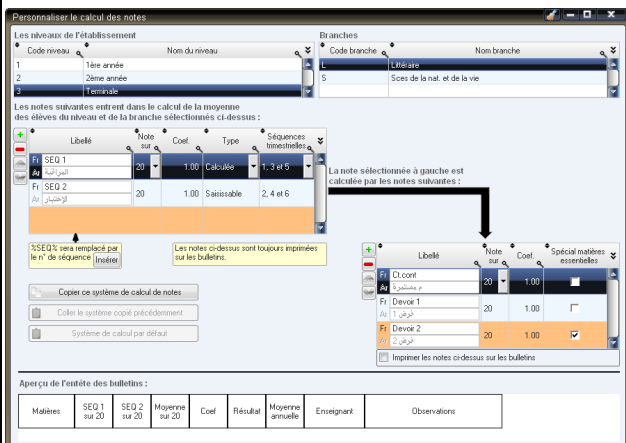 Personnaliser le calcul des notes
Les niveaux de l'établissement
Code niveau Nom du niveau
1 1ère année
2 2ème année
3 Terminale
Branches
Code branche Nom branche
L Littéraire
S Sces de la nat. et de la vie
Les notes suivantes entrent dans le calcul de la moyenne
des élèves du niveau et de la branche sélectionnés ci-dessus :
Libellé Note sur Coef. Type Séquences trimestrielles
Fr SEQ 1 20 1.00 Calculée 1, 3 et 5
Ar المراقبة
Fr SEQ 2 20 1.00 Saisissable 2, 4 et 6
Ar الإختبار
%SEQ% sera remplacé par
le n° de séquence Insérer
Les notes ci-dessus sont toujours imprimées
sur les bulletins.
La note sélectionnée à gauche est
calculée par les notes suivantes :
Libellé Note sur Coef. Spécial matières essentielles
Fr Ct.cont 20 1.00
Ar م مستمرة
Fr Devoir 1 20 1.00
Ar فرض 1
Fr Devoir 2 20 1.00
Ar فرض 2
Imprimer les notes ci-dessus sur les bulletins
Copier ce système de calcul de notes
Coller le système copié précédemment
Système de calcul par défaut
Aperçu de l'entête des bulletins :
Matières SEQ 1 sur 20 SEQ 2 sur 20 Moyenne sur 20 Coef Résultat Moyenne annuelle Enseignant Observations